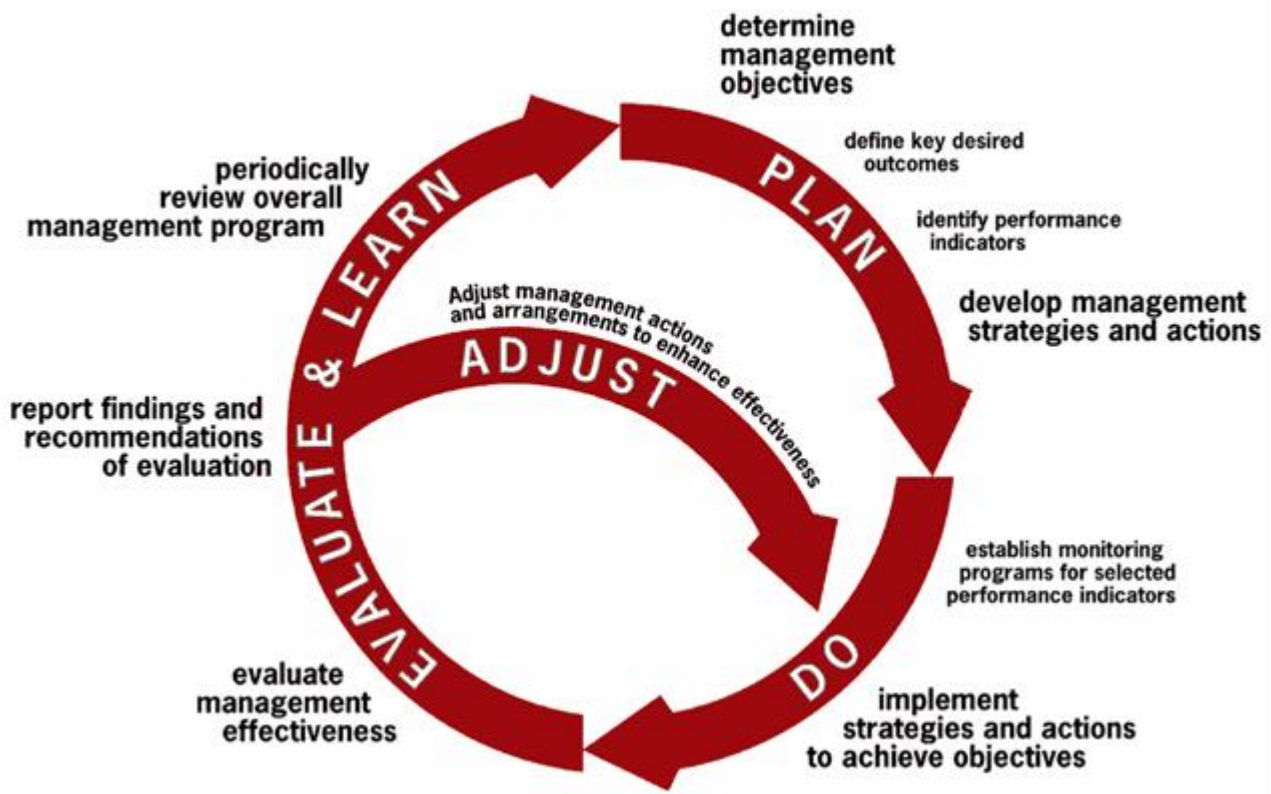 determine
management
objectives
define key desired
outcomes
PLAN
identify performance
indicators
develop management
strategies and actions
establish monitoring
programs for selected
performance indicators
DO
implement
strategies and actions
to achieve objectives
evaluate
management
effectiveness
EVALUATE & LEARN
report findings and
recommendations
of evaluation
periodically
review overall
management program
Adjust management actions
and arrangements to enhance effectiveness
ADJUST